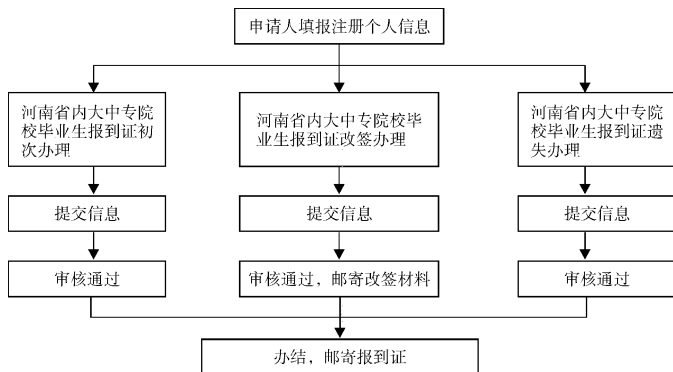 申请人填报注册个人信息
河南省内大中专院
校毕业生报到证初
次办理
河南省内大中专院校毕
业生报到证改签办理
河南省内大中专院
校毕业生报到证遗
失办理
提交信息
提交信息
提交信息
审核通过
审核通过，邮寄改签材料
审核通过
办结，邮寄报到证